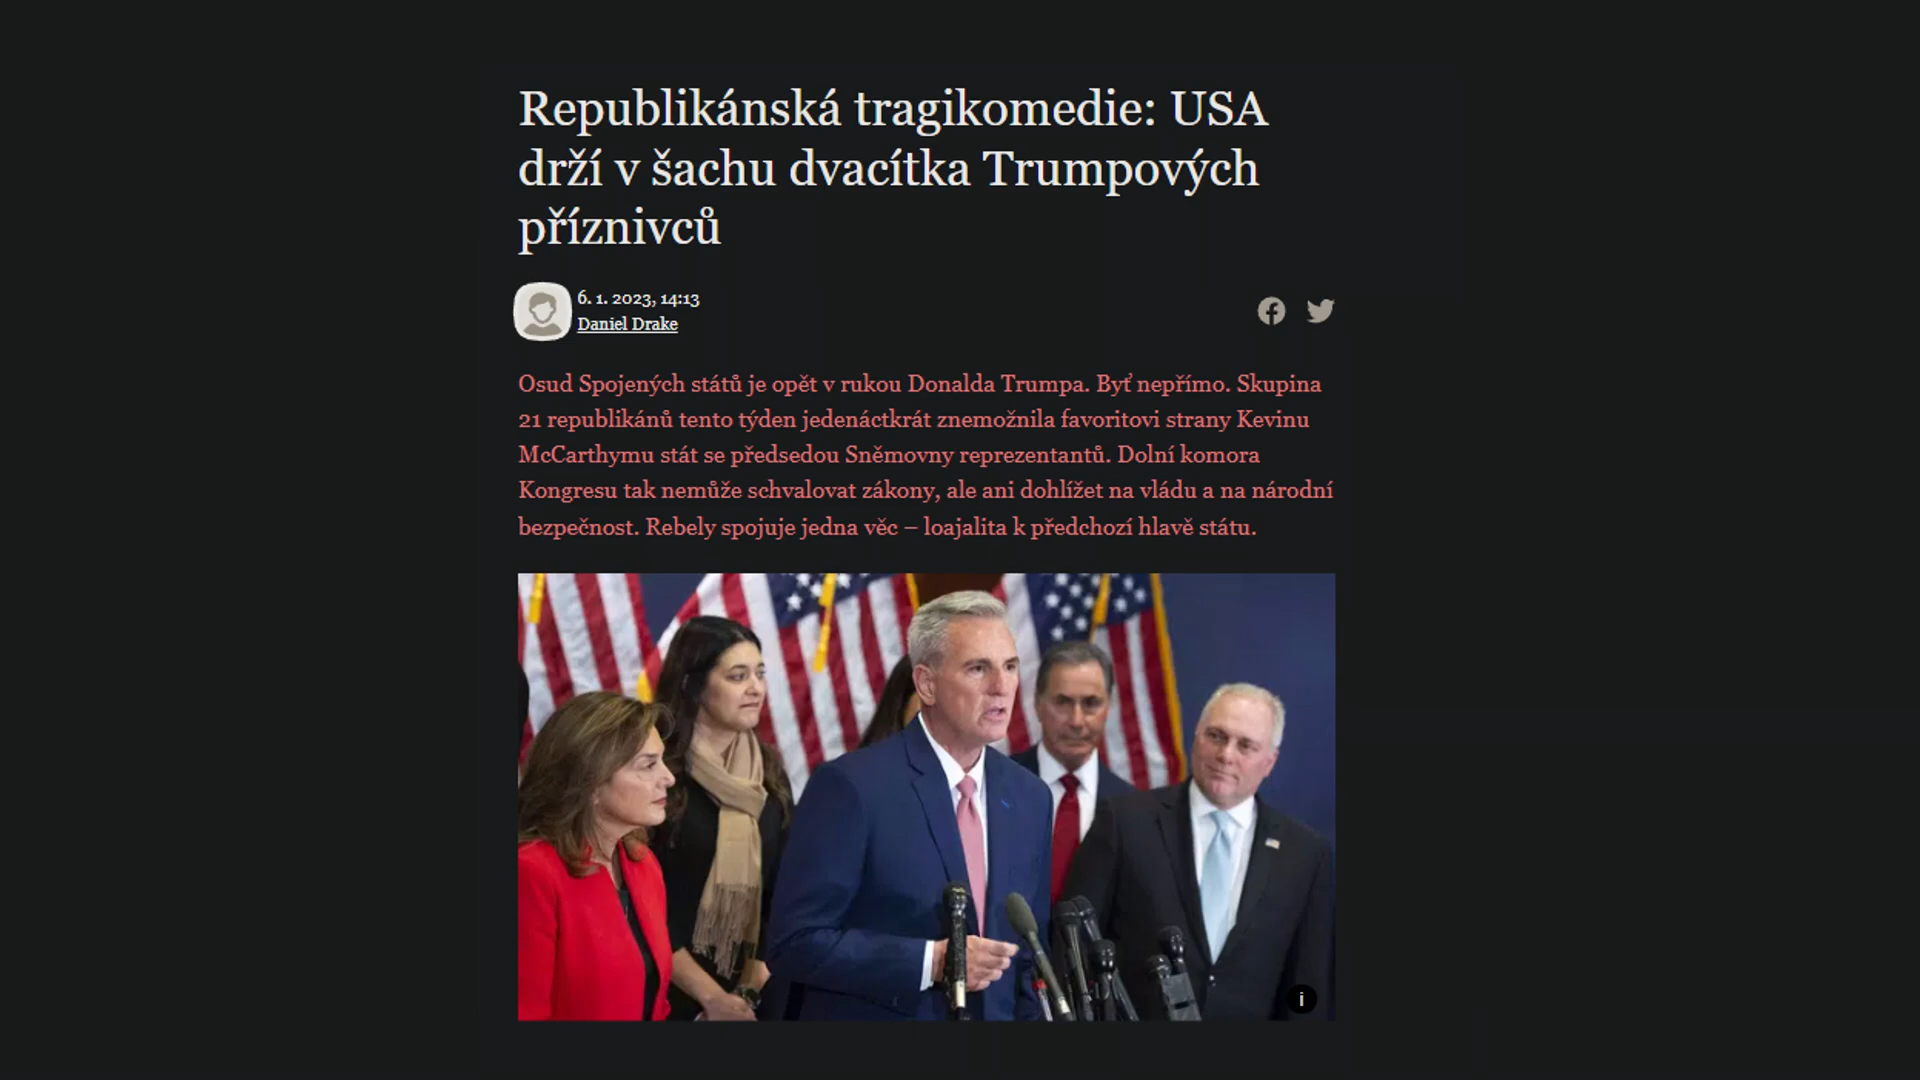 Republikánská tragikomedie: USA
drží v šachu dvacítka Trumpových
příznivců
6. 1. 2023, 14:13
Daniel Drake
Osud Spojených států je opět v rukou Donalda Trumpa. Byť nepřímo. Skupina
21 republikánů tento týden jedenáctkrát znemožnila favoritovi strany Kevinu
McCarthymu stát se předsedou Sněmovny reprezentantů. Dolní komora
Kongresu tak nemůže schvalovat zákony, ale ani dohlížet na vládu a na národní
bezpečnost. Rebely spojuje jedna věc – loajalita k předchozí hlavě státu.
i